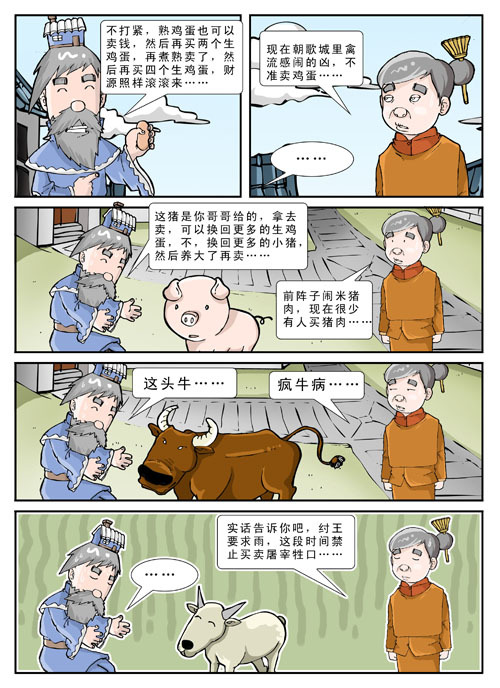 不打紧，熟鸡蛋也可以
卖钱，然后再买两个生
鸡蛋，再煮熟卖了，然
后再买四个生鸡蛋，财
源照样滚滚来……
现在朝歌城里禽
流感闹的凶，不
准卖鸡蛋……
……
这猪是你哥哥给的，拿去
卖，可以换回更多的生鸡
蛋，不，换回更多的小猪，
然后养大了再卖……
前阵子闹米猪
肉，现在很少
有人买猪肉……
这头牛……
疯牛病……
实话告诉你吧，纣王
要求雨，这段时间禁
止买卖屠宰牲口……
……